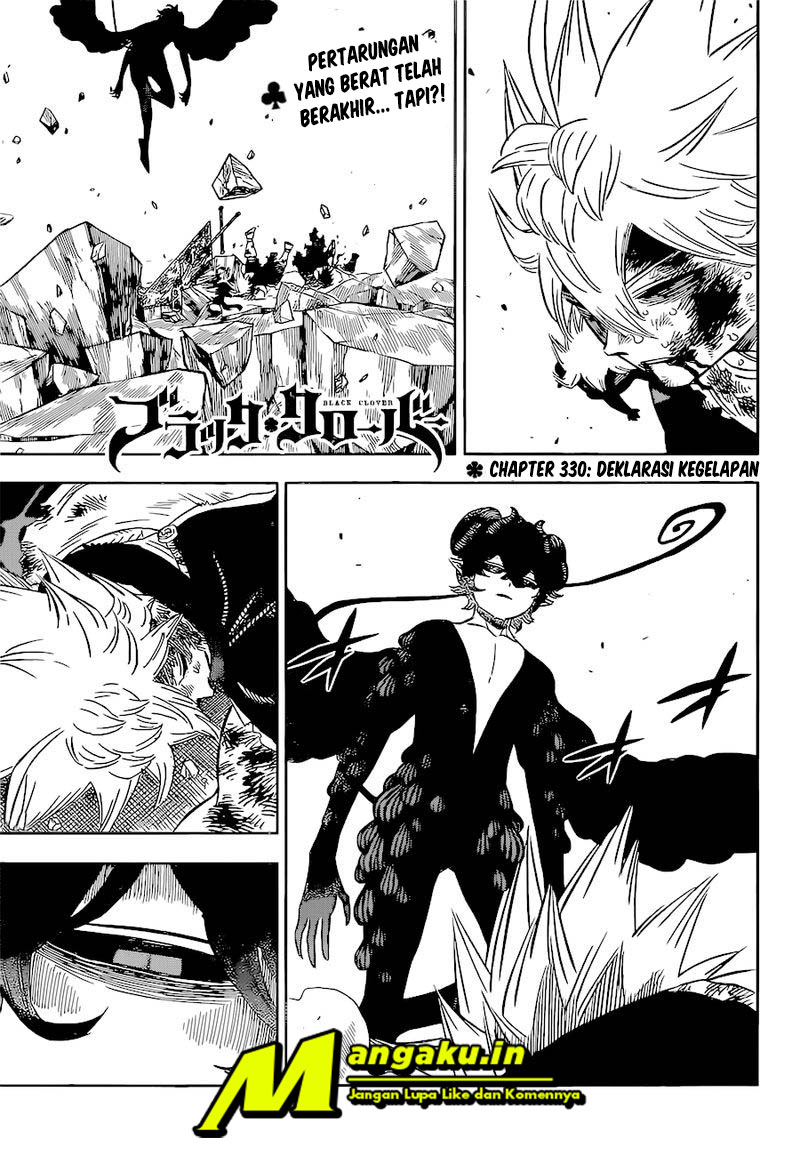 PERTARUNGAN
YANG BERAT TELAH
BERAKHIR... TAPI?!
BLACK CLOVER
ブラック・クローバー
CHAPTER 330: DEKLARASI KEGELAPAN
Mangaku.in
Jangan Lupa Like dan Komennya